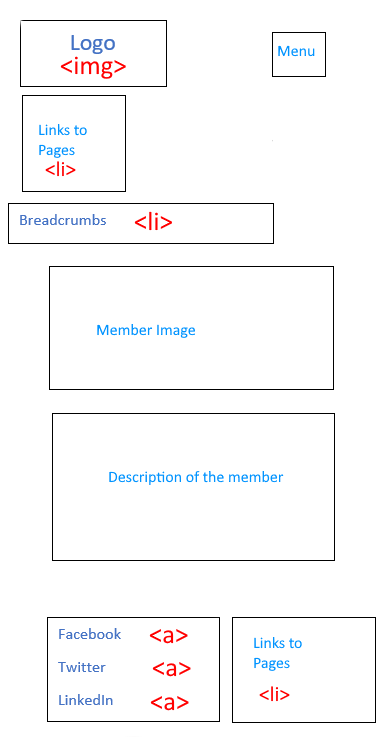 Logo
<img>
Menu
Links to
Pages
<li>
Breadcrumbs <li>
Member Image
Description of the member
Facebook <a>
Twitter <a>
LinkedIn <a>
Links to
Pages
<li>